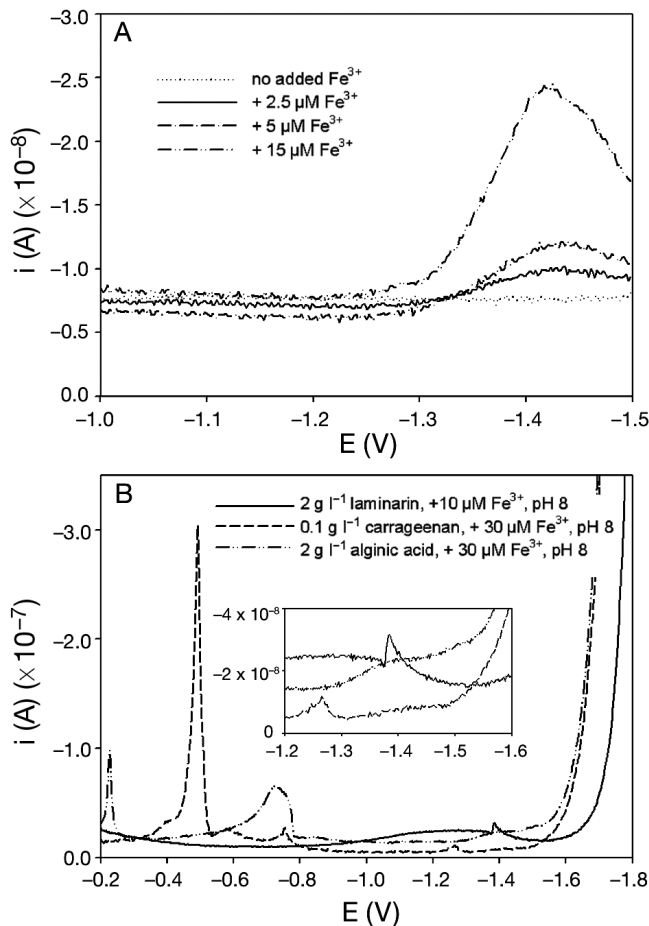 A
−3.0
−2.5
−2.0
−1.5
−1.0
−0.5
0.0
i (A) (× 10−8)
no added Fe3+
+ 2.5 µM Fe3+
+ 5 µM Fe3+
+ 15 µM Fe3+
−1.0 −1.1 −1.2 −1.3 −1.4 −1.5
E (V)
B
−3.0
−2.0
−1.0
0.0
i (A) (× 10−7)
2 g l−1 laminarin, +10 µM Fe3+, pH 8
0.1 g l−1 carrageenan, + 30 µM Fe3+, pH 8
2 g l−1 alginic acid, + 30 µM Fe3+, pH 8
−4 x 10−8
−2 x 10−8
0
−1.2 −1.3 −1.4 −1.5 −1.6
−0.2 −0.4 −0.6 −0.8 −1.0 −1.2 −1.4 −1.6 −1.8
E (V)